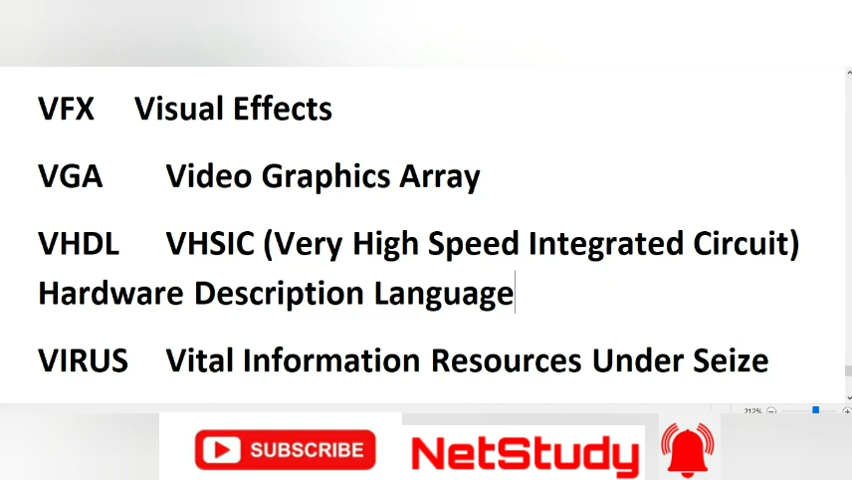 VFX Visual Effects
VGA Video Graphics Array
VHDL VHSIC (Very High Speed Integrated Circuit)
Hardware Description Language
VIRUS Vital Information Resources Under Seize
212%
SUBSCRIBE NetStudy